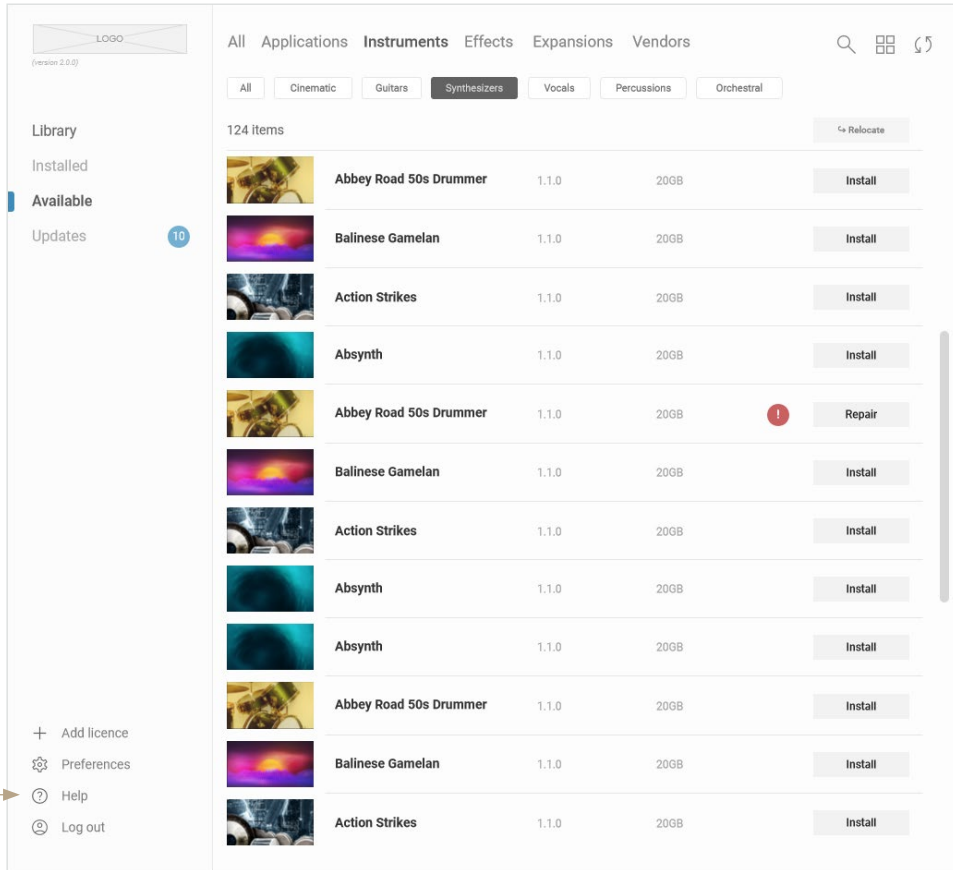 LOGO
(version 2.0.0)
Library
Installed
Available
Updates 10
Add licence
Preferences
Help
Log out
All Applications Instruments Effects Expansions Vendors
All Cinematic Guitars Synthesizers Vocals Percussions Orchestral
124 items Relocate
Abbey Road 50s Drummer 1.1.0 20GB Install
Balinese Gamelan 1.1.0 20GB Install
Action Strikes 1.1.0 20GB Install
Absynth 1.1.0 20GB Install
Abbey Road 50s Drummer 1.1.0 20GB ! Repair
Balinese Gamelan 1.1.0 20GB Install
Action Strikes 1.1.0 20GB Install
Absynth 1.1.0 20GB Install
Absynth 1.1.0 20GB Install
Abbey Road 50s Drummer 1.1.0 20GB Install
Balinese Gamelan 1.1.0 20GB Install
Action Strikes 1.1.0 20GB Install